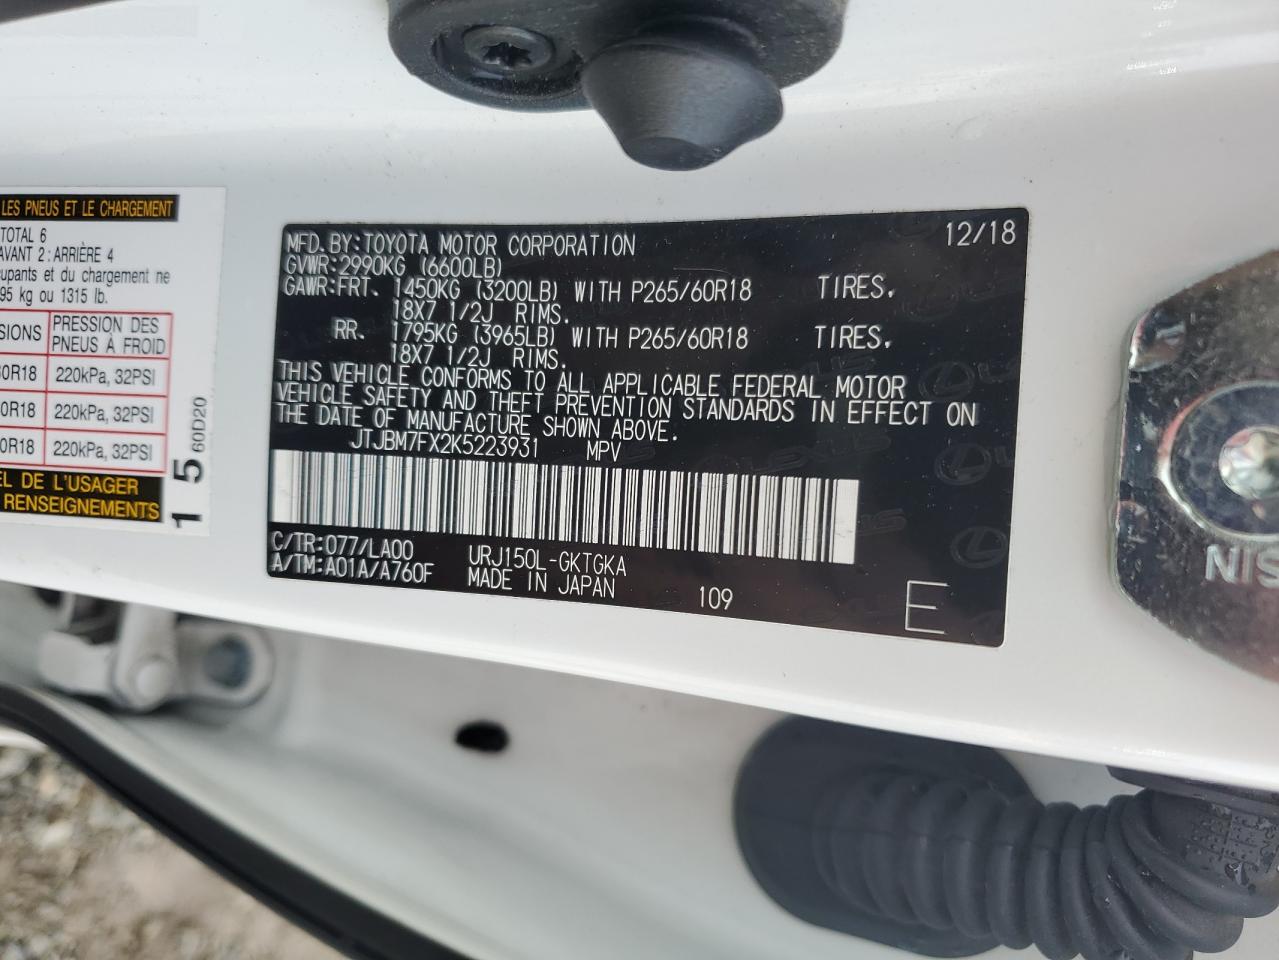 LES PNEUS ET LE CHARGEMENT
TOTAL 6
AVANT 2: ARRIÈRE 4
cupants et du chargement ne
95 kg ou 1315 lb.
PRESSION DES
PNEUS À FROID
0R18 220kPa, 32PSI
0R18 220kPa, 32PSI
0R18 220kPa, 32PSI
EL DE L'USAGER
RENSEIGNEMENTS
1 5 60D20
MFD. BY: TOYOTA MOTOR CORPORATION 12/18
GVWR: 2990KG (6600LB)
GAWR: FRT. 1450KG (3200LB) WITH P265/60R18 TIRES.
18X7 1/2J RIMS.
RR. 1795KG (3965LB) WITH P265/60R18 TIRES.
18X7 1/2J RIMS.
THIS VEHICLE CONFORMS TO ALL APPLICABLE FEDERAL MOTOR
VEHICLE SAFETY AND THEFT PREVENTION STANDARDS IN EFFECT ON
THE DATE OF MANUFACTURE SHOWN ABOVE.
JTJBM7FX2K5223931 MPV
C/TR: 077/LA00 URJ150L-GKTGKA
A/TM: A01A/A760F MADE IN JAPAN 109 E
NIS